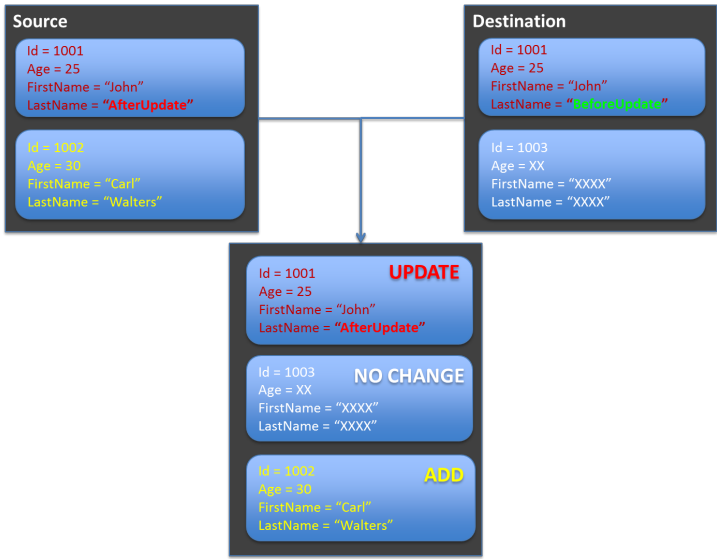 Source
Id = 1001
Age = 25
FirstName = “John”
LastName = “AfterUpdate”
Id = 1002
Age = 30
FirstName = “Carl”
LastName = “Walters”
Destination
Id = 1001
Age = 25
FirstName = “John”
LastName = “BeforeUpdate”
Id = 1003
Age = XX
FirstName = “XXXX”
LastName = “XXXX”
UPDATE
Id = 1001
Age = 25
FirstName = “John”
LastName = “AfterUpdate”
NO CHANGE
Id = 1003
Age = XX
FirstName = “XXXX”
LastName = “XXXX”
ADD
Id = 1002
Age = 30
FirstName = “Carl”
LastName = “Walters”